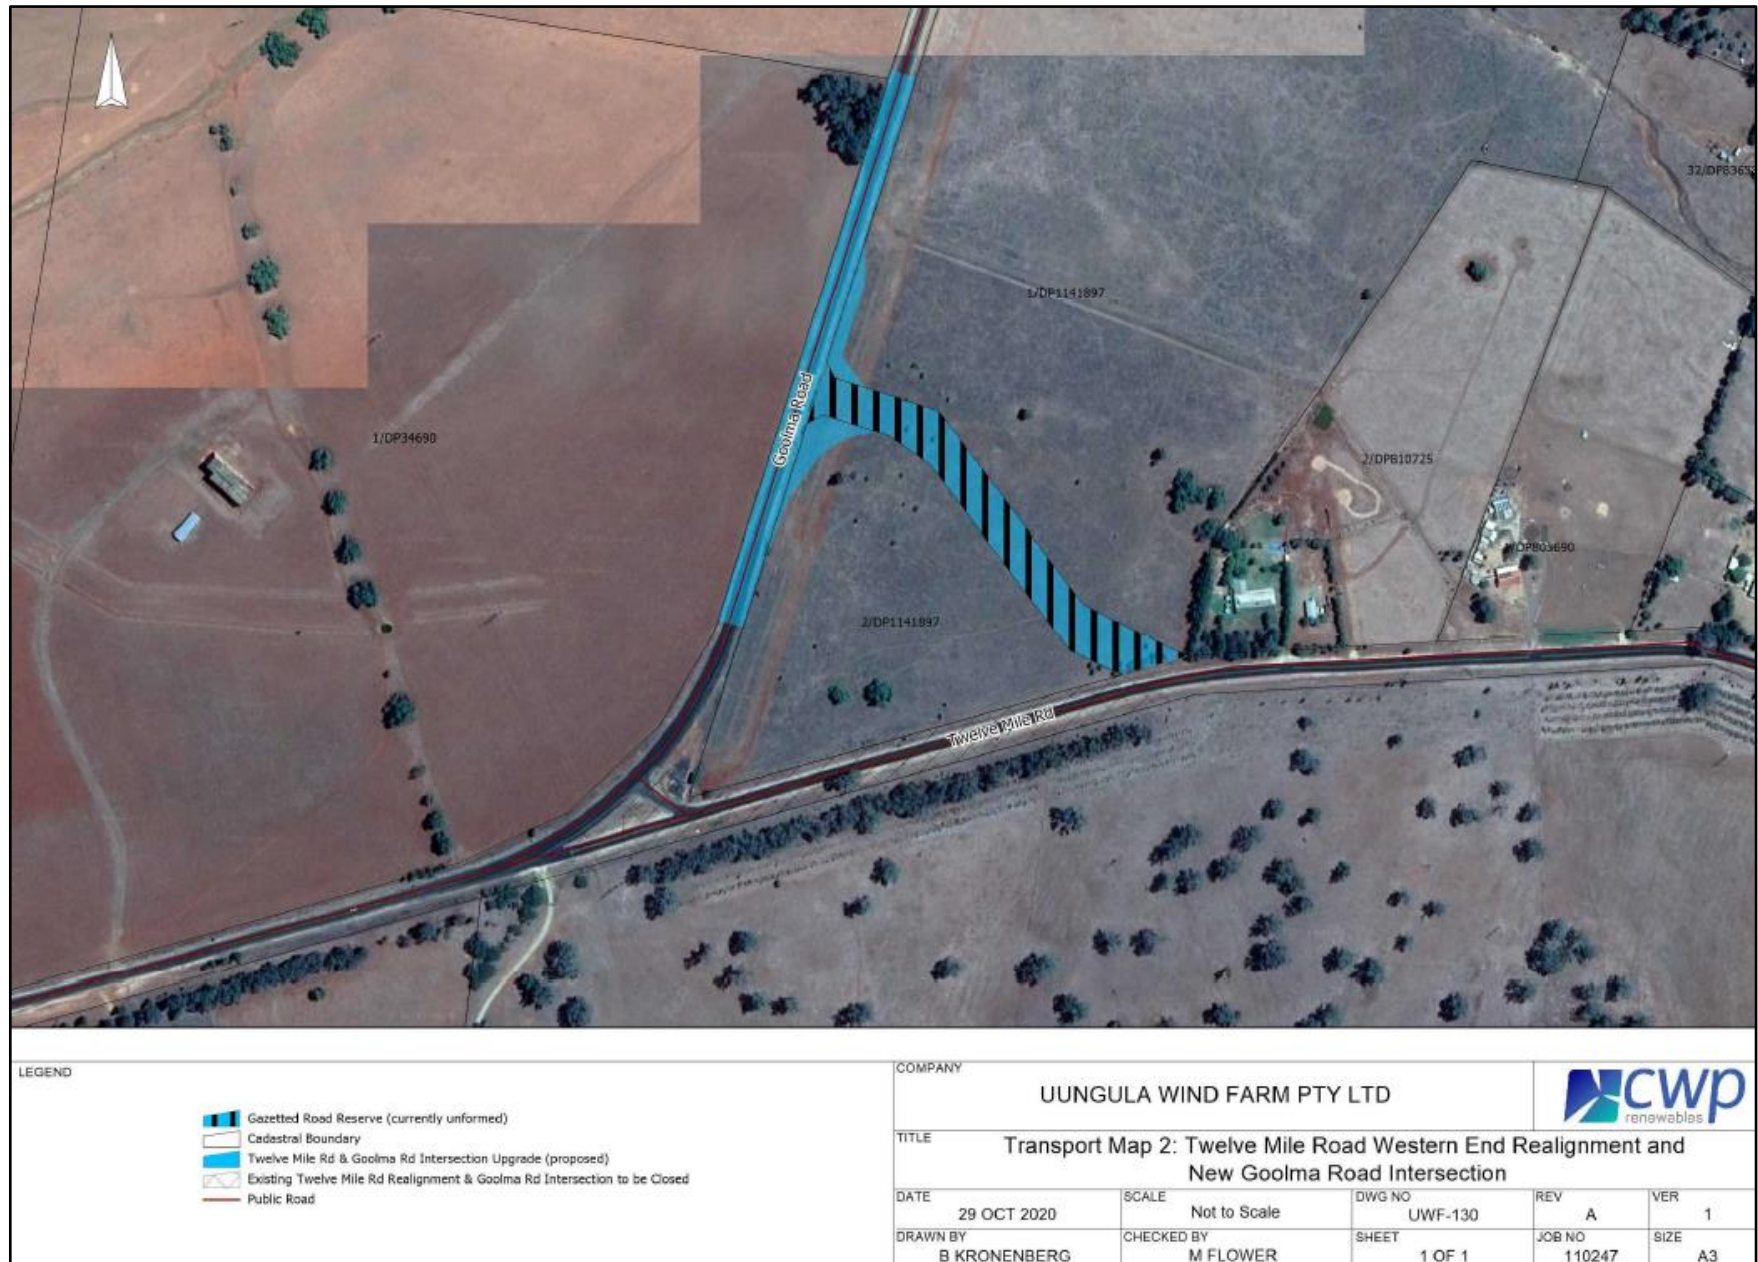 32/DP8365
1/DP1141897
1/DP34690
Goolma Road
2/DP810725
/DP803690
2/DP1141897
Twelve Mile Rd
LEGEND
Gazetted Road Reserve (currently unformed)
Cadastral Boundary
Twelve Mile Rd & Goolma Rd Intersection Upgrade (proposed)
Existing Twelve Mile Rd Realignment & Goolma Rd Intersection to be Closed
Public Road
COMPANY
UUNGULA WIND FARM PTY LTD
cwp
renewables
TITLE
Transport Map 2: Twelve Mile Road Western End Realignment and
New Goolma Road Intersection
DATE
29 OCT 2020
SCALE
Not to Scale
DWG NO
UWF-130
REV
A
VER
1
DRAWN BY
B KRONENBERG
CHECKED BY
M FLOWER
SHEET
1 OF 1
JOB NO
110247
SIZE
A3